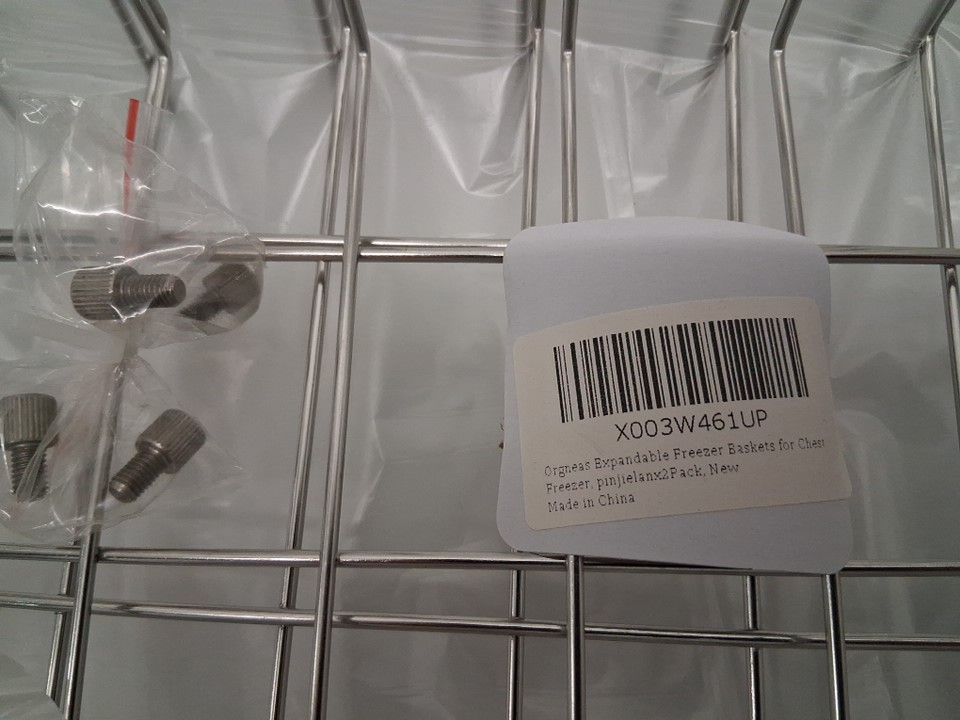 X003W461UP
Orgneas Expandable Freezer Baskets for Chest
Freezer, pinjielanx2Pack, New
Made in China